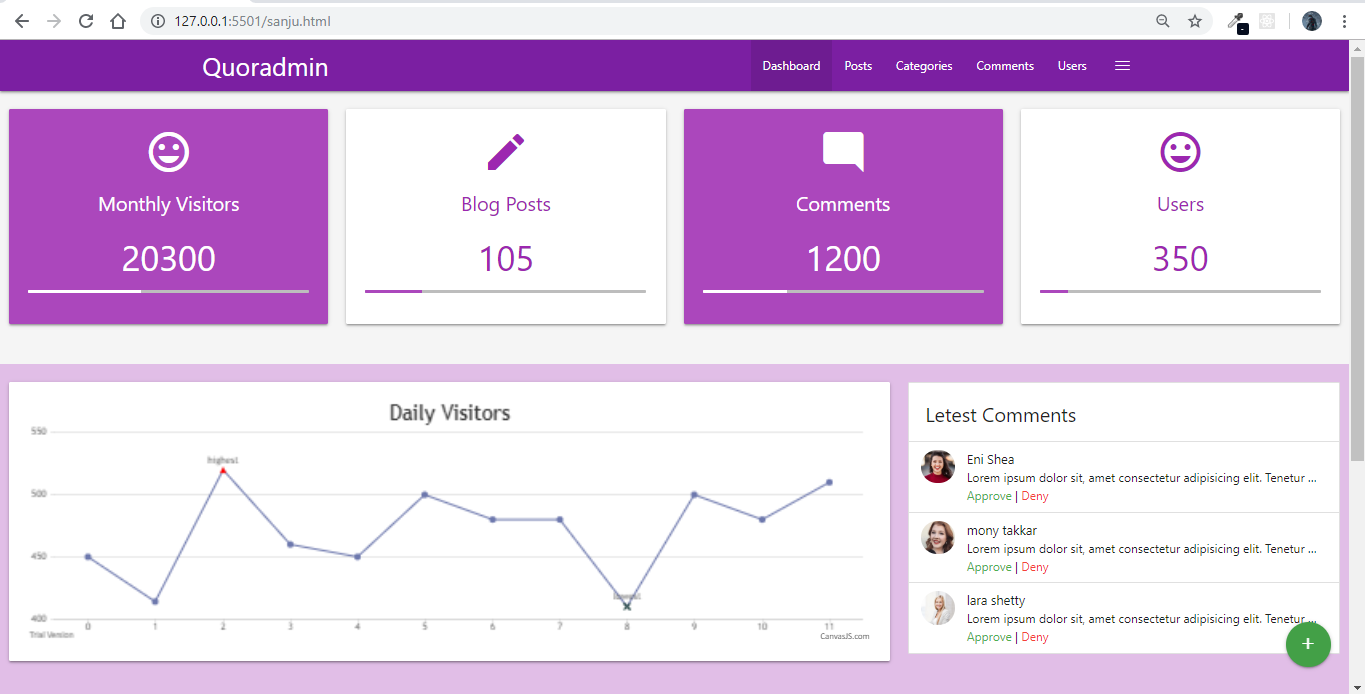 127.0.0.1:5501/sanju.html
Quoradmin
Dashboard Posts Categories Comments Users
Monthly Visitors
20300
Blog Posts
105
Comments
1200
Users
350
Daily Visitors
550
500
450
400
highest
lowest
0 1 2 3 4 5 6 7 8 9 10 11
Trial Version
CanvasJS.com
Letest Comments
Eni Shea
Lorem ipsum dolor sit, amet consectetur adipisicing elit. Tenetur ...
Approve | Deny
mony takkar
Lorem ipsum dolor sit, amet consectetur adipisicing elit. Tenetur ...
Approve | Deny
lara shetty
Lorem ipsum dolor sit, amet consectetur adipisicing elit. Tenetur ...
Approve | Deny
+